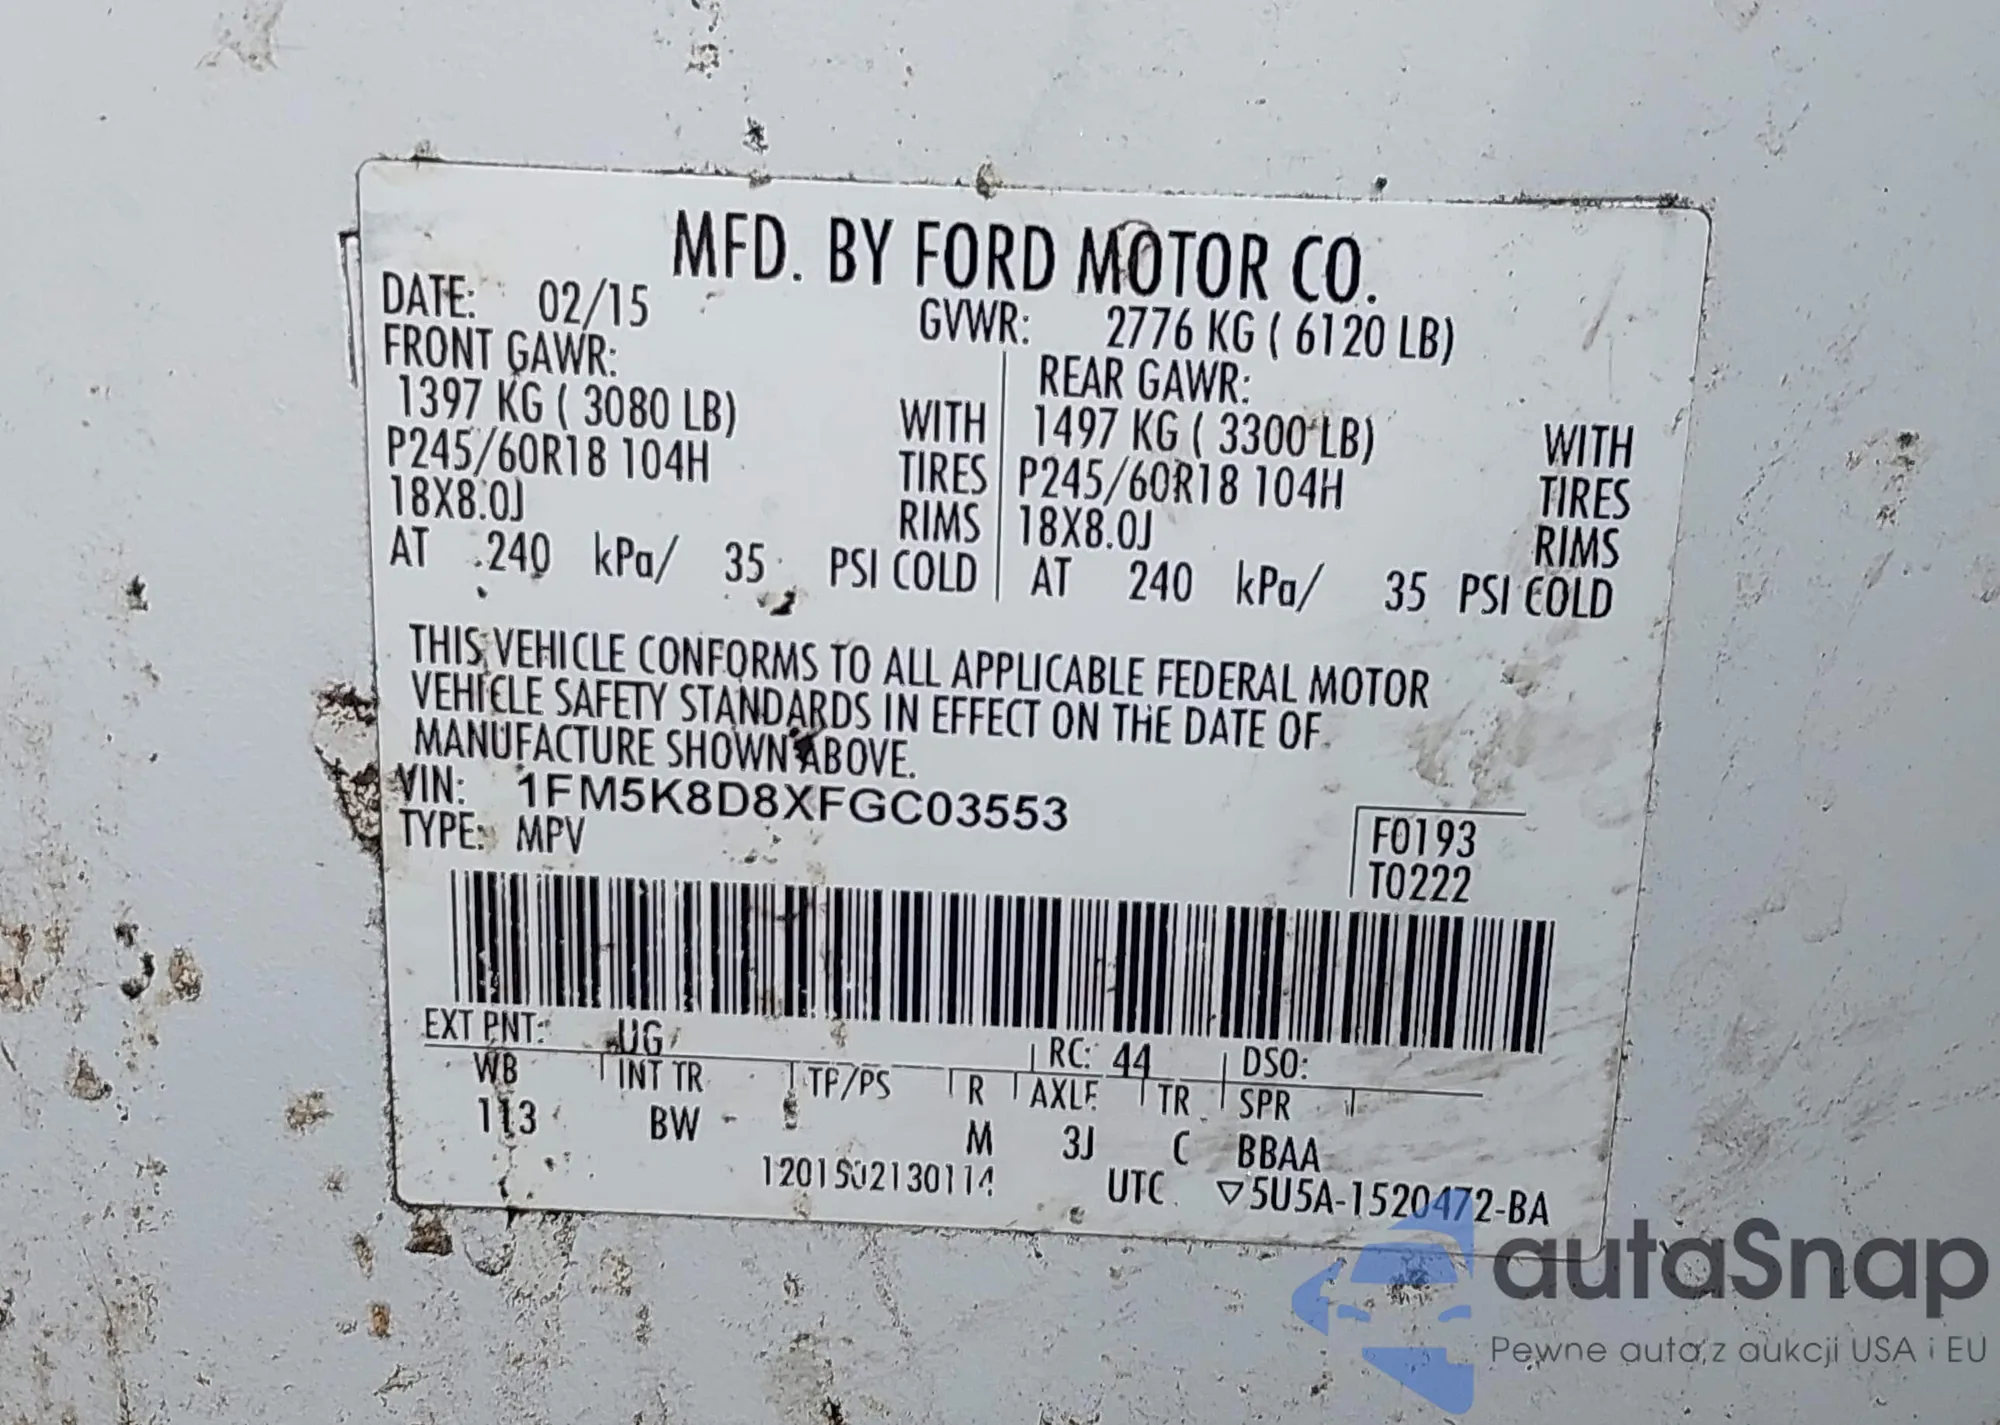 MFD. BY FORD MOTOR CO.
DATE: 02/15 GVWR: 2776 KG ( 6120 LB)
FRONT GAWR: REAR GAWR:
1397 KG ( 3080 LB) WITH 1497 KG ( 3300 LB) WITH
P245/60R18 104H TIRES P245/60R18 104H TIRES
18X8.0J RIMS 18X8.0J RIMS
AT 240 kPa/ 35 PSI COLD AT 240 kPa/ 35 PSI COLD
THIS VEHICLE CONFORMS TO ALL APPLICABLE FEDERAL MOTOR
VEHICLE SAFETY STANDARDS IN EFFECT ON THE DATE OF
MANUFACTURE SHOWN ABOVE.
VIN: 1FM5K8D8XFGC03553
TYPE: MPV
F0193
T0222
EXT PNT: UG RC: 44 DSO:
WB INT TR TP/PS R AXLE TR SPR
113 BW M 3J C BBAA
UTC ▽5U5A-1520472-BA
autaSnap
Pewne auta z aukcji USA i EU